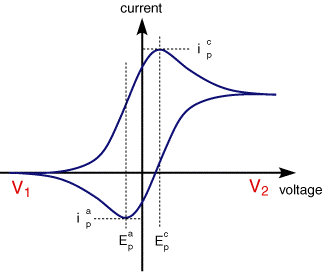 current
i p c
V1
V2 voltage
i p a
E p a
E p c